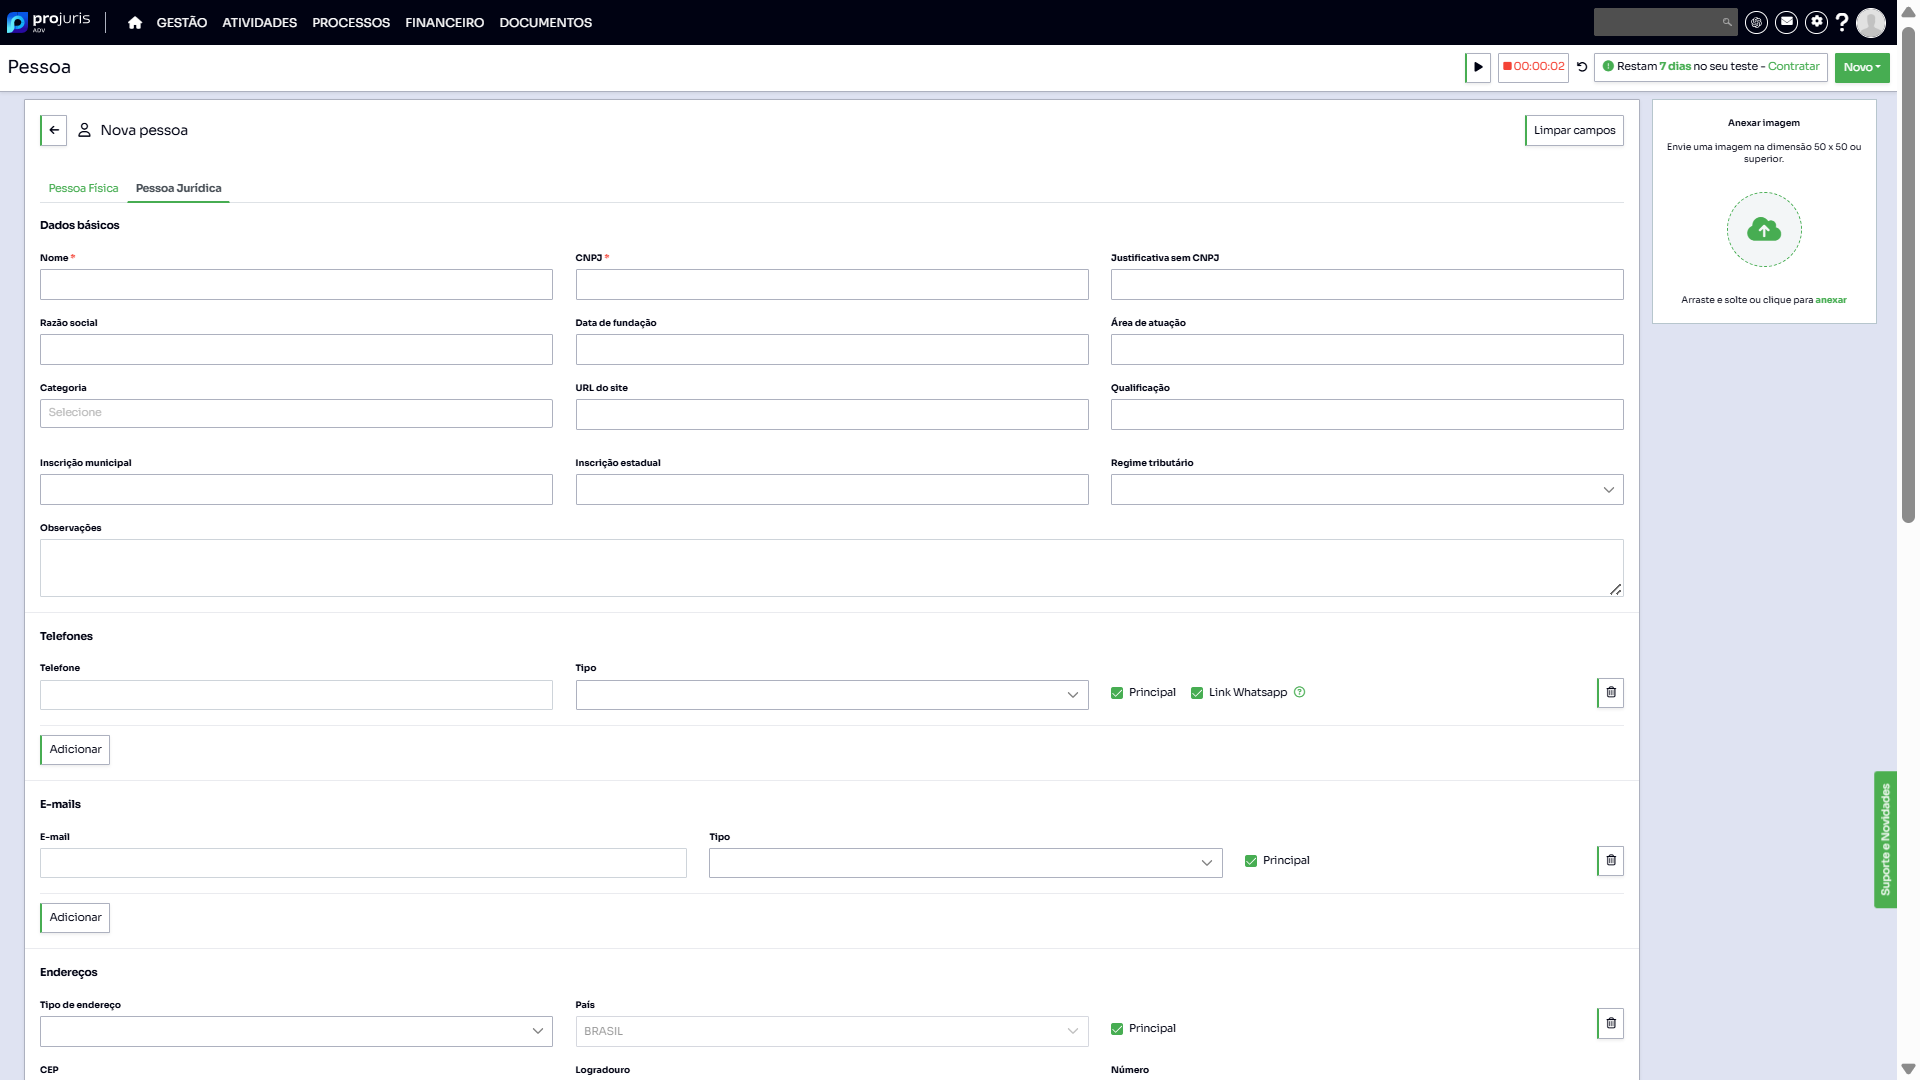 projuris
ADV
GESTÃO
ATIVIDADES
PROCESSOS
FINANCEIRO
DOCUMENTOS
?
Pessoa
00:00:02
Restam 7 dias no seu teste - Contratar
Novo
Nova pessoa
Limpar campos
Anexar imagem
Envie uma imagem na dimensão 50 x 50 ou
superior.
Arraste e solte ou clique para anexar
Pessoa Física
Pessoa Jurídica
Dados básicos
Nome *
CNPJ *
Justificativa sem CNPJ
Razão social
Data de fundação
Área de atuação
Categoria
URL do site
Qualificação
Selecione
Inscrição municipal
Inscrição estadual
Regime tributário
Observações
Telefones
Telefone
Tipo
Principal
Link Whatsapp
Adicionar
E-mails
E-mail
Tipo
Principal
Adicionar
Suporte e Novidades
Endereços
Tipo de endereço
País
BRASIL
Principal
CEP
Logradouro
Número